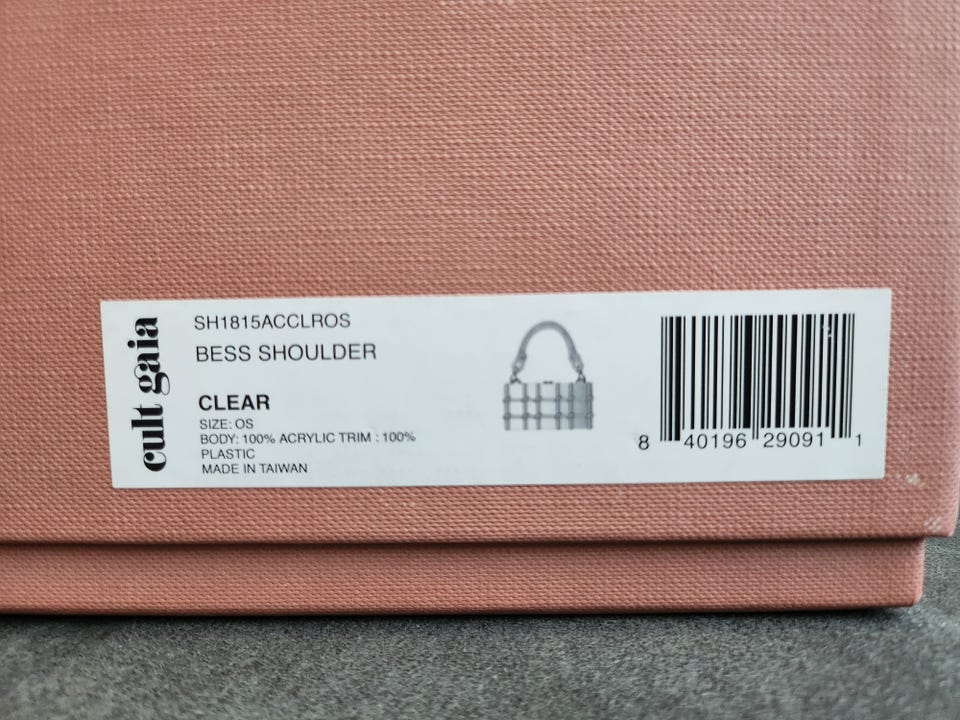 cult gaia
SH1815ACCLROS
BESS SHOULDER
CLEAR
SIZE: OS
BODY: 100% ACRYLIC TRIM : 100%
PLASTIC
MADE IN TAIWAN
8 40196 29091 1